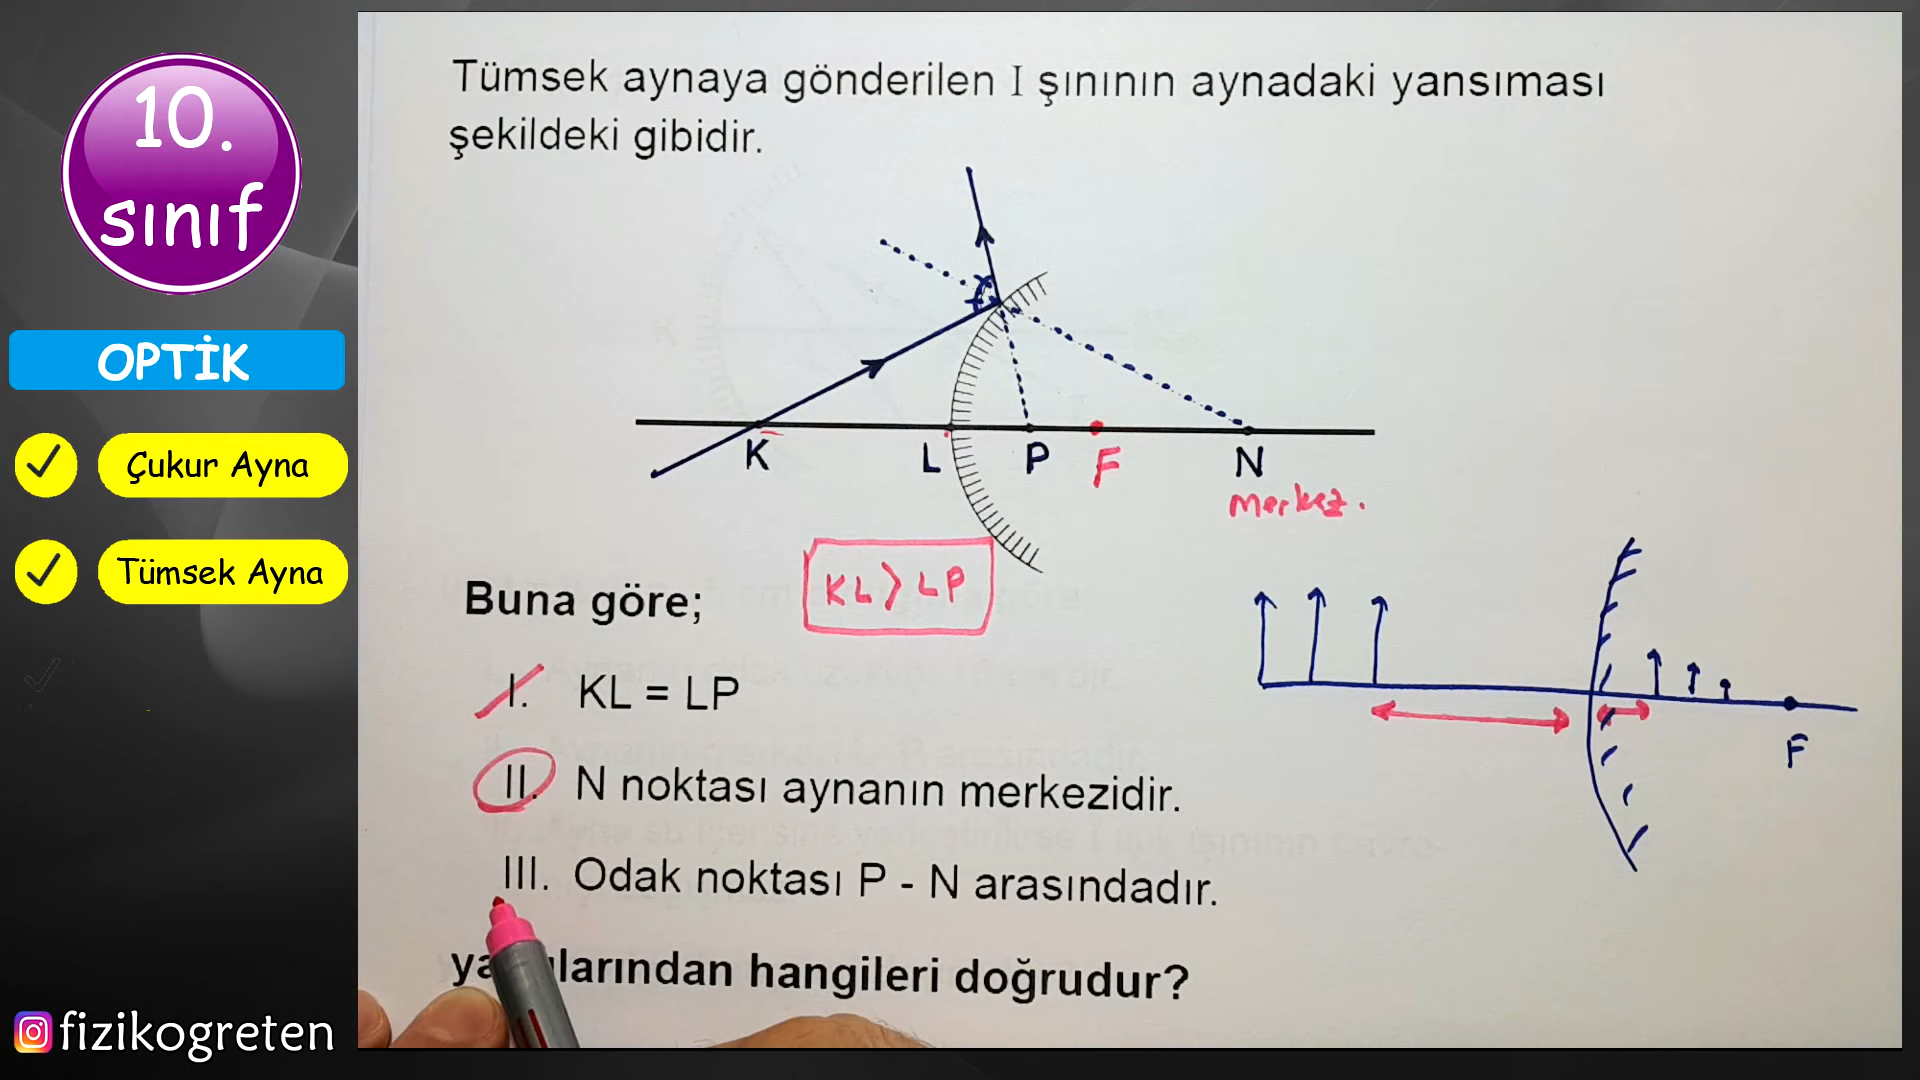 10.
sınıf
OPTİK
Çukur Ayna
Tümsek Ayna
fizikogreten
Tümsek aynaya gönderilen I şınının aynadaki yansıması
şekildeki gibidir.
K L P F N
merkez.
Buna göre;
KL > LP
I. KL = LP
II. N noktası aynanın merkezidir.
III. Odak noktası P - N arasındadır.
F
hangileri doğrudur?